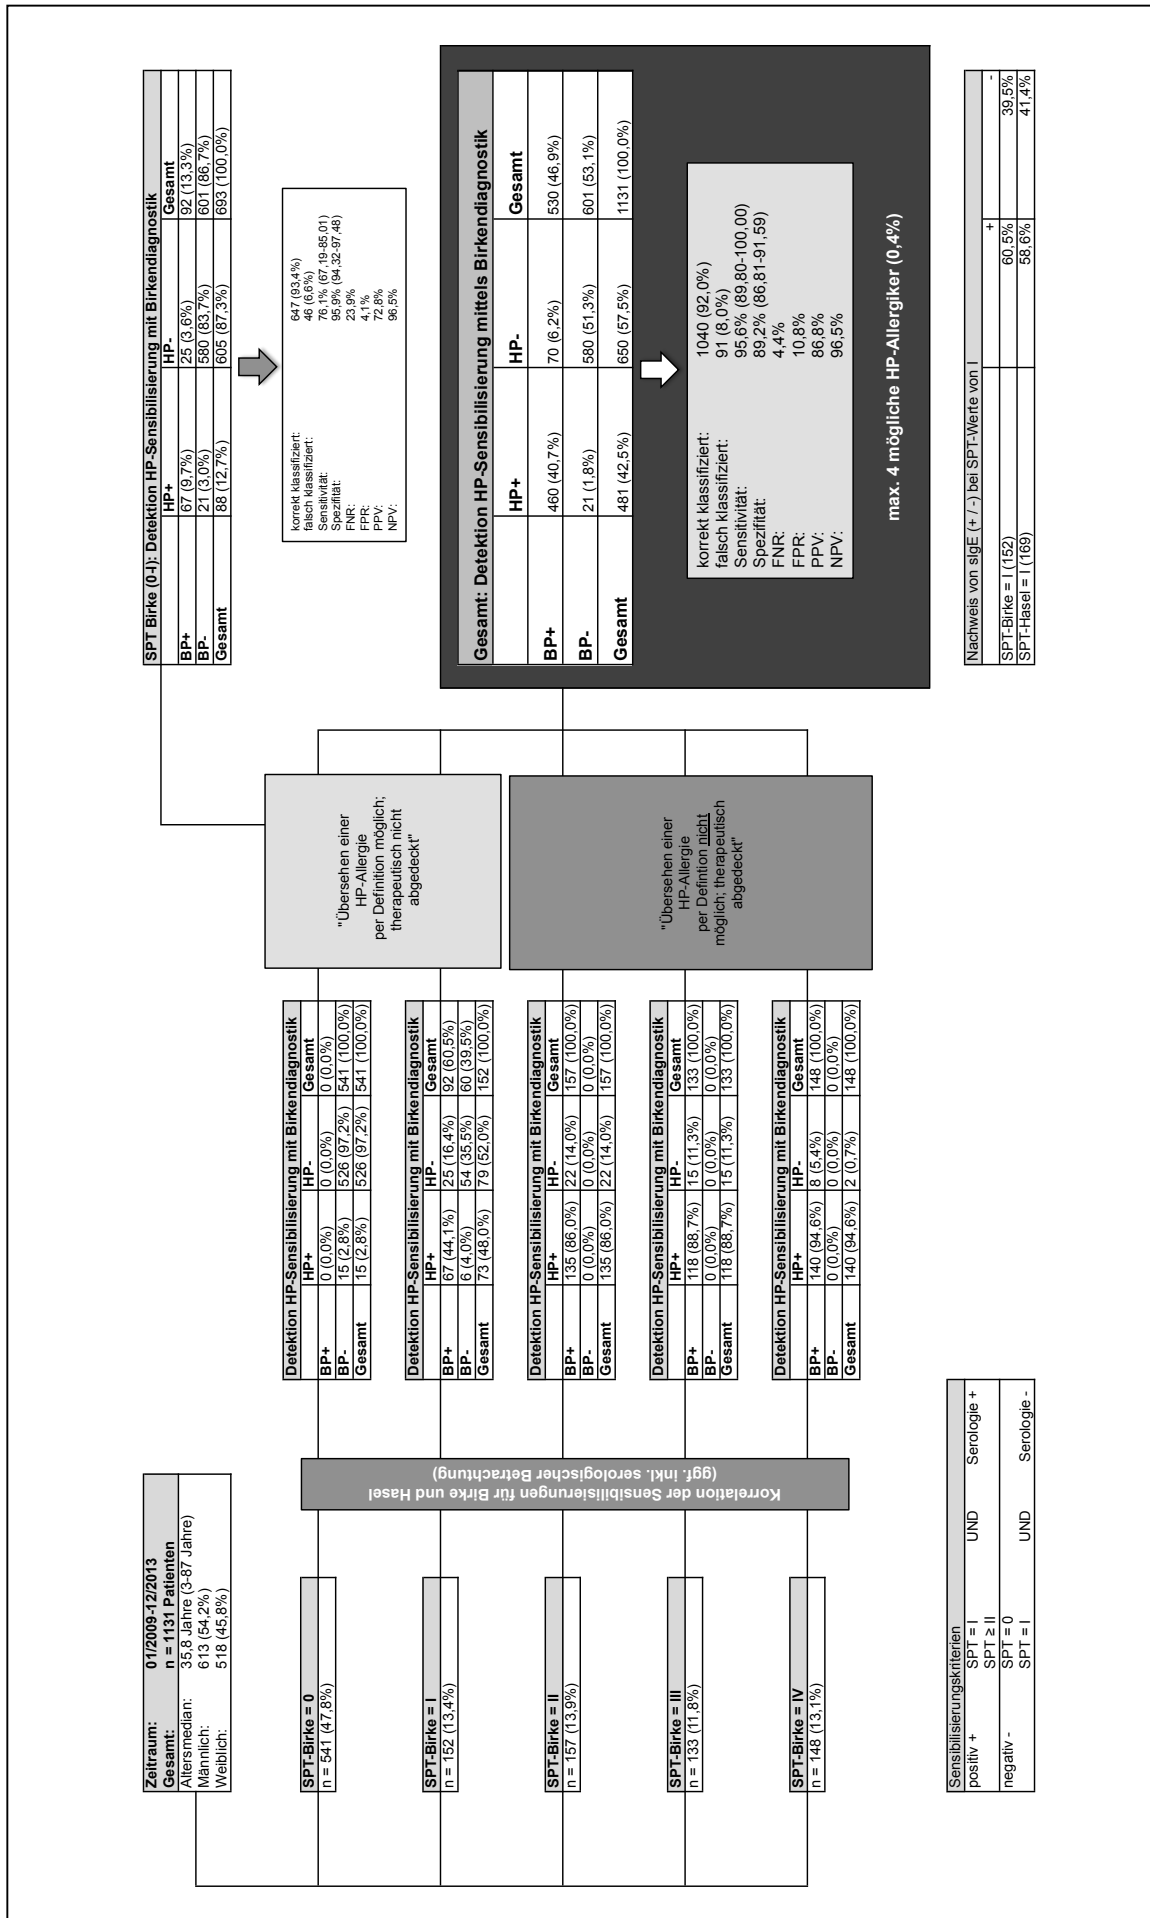 Zeitraum: 01/2009-12/2013
Gesamt: n = 1131 Patienten
Altersmedian: 35,8 Jahre (3-87 Jahre)
Männlich: 613 (54,2%)
Weiblich: 518 (45,8%)
SPT-Birke = 0
n = 541 (47,8%)
SPT-Birke = I
n = 152 (13,4%)
SPT-Birke = II
n = 157 (13,9%)
SPT-Birke = III
n = 133 (11,8%)
SPT-Birke = IV
n = 148 (13,1%)
Sensibilisierungskriterien
positiv + SPT = I UND Serologie +
SPT ≥ II
negativ - SPT = 0
SPT = I UND Serologie -
Korrelation der Sensibilisilierungen für Birke und Hasel
(ggf. inkl. serologischer Betrachtung)
Detektion HP-Sensibilisierung mit Birkendiagnostik
HP+ HP- Gesamt
BP+ 0 (0,0%) 0 (0,0%) 0 (0,0%)
BP- 15 (2,8%) 526 (97,2%) 541 (100,0%)
Gesamt 15 (2,8%) 526 (97,2%) 541 (100,0%)
Detektion HP-Sensibilisierung mit Birkendiagnostik
HP+ HP- Gesamt
BP+ 67 (44,1%) 25 (16,4%) 92 (60,5%)
BP- 6 (4,0%) 54 (35,5%) 60 (39,5%)
Gesamt 73 (48,0%) 79 (52,0%) 152 (100,0%)
Detektion HP-Sensibilisierung mit Birkendiagnostik
HP+ HP- Gesamt
BP+ 135 (86,0%) 22 (14,0%) 157 (100,0%)
BP- 0 (0,0%) 0 (0,0%) 0 (0,0%)
Gesamt 135 (86,0%) 22 (14,0%) 157 (100,0%)
Detektion HP-Sensibilisierung mit Birkendiagnostik
HP+ HP- Gesamt
BP+ 118 (88,7%) 15 (11,3%) 133 (100,0%)
BP- 0 (0,0%) 0 (0,0%) 0 (0,0%)
Gesamt 118 (88,7%) 15 (11,3%) 133 (100,0%)
Detektion HP-Sensibilisierung mit Birkendiagnostik
HP+ HP- Gesamt
BP+ 140 (94,6%) 8 (5,4%) 148 (100,0%)
BP- 0 (0,0%) 0 (0,0%) 0 (0,0%)
Gesamt 140 (94,6%) 2 (0,7%) 148 (100,0%)
"Übersehen einer
HP-Allergie
per Definition möglich;
therapeutisch nicht
abgedeckt"
"Übersehen einer
HP-Allergie
per Defintion nicht
möglich; therapeutisch
abgedeckt"
SPT Birke (0-I): Detektion HP-Sensibilisierung mit Birkendiagnostik
HP+ HP- Gesamt
BP+ 67 (9,7%) 25 (3,6%) 92 (13,3%)
BP- 21 (3,0%) 580 (83,7%) 601 (86,7%)
Gesamt 88 (12,7%) 605 (87,3%) 693 (100,0%)
korrekt klassifiziert: 647 (93,4%)
falsch klassifiziert: 46 (6,6%)
Sensitivität: 76,1% (67,19-85,01)
Spezifität: 95,9% (94,32-97,48)
FNR: 23,9%
FPR: 4,1%
PPV: 72,8%
NPV: 96,5%
Gesamt: Detektion HP-Sensibilisierung mittels Birkendiagnostik
HP+ HP- Gesamt
BP+ 460 (40,7%) 70 (6,2%) 530 (46,9%)
BP- 21 (1,8%) 580 (51,3%) 601 (53,1%)
Gesamt 481 (42,5%) 650 (57,5%) 1131 (100,0%)
korrekt klassifiziert: 1040 (92,0%)
falsch klassifiziert: 91 (8,0%)
Sensitivität: 95,6% (89,80-100,00)
Spezifität: 89,2% (86,81-91,59)
FNR: 4,4%
FPR: 10,8%
PPV: 86,8%
NPV: 96,5%
max. 4 mögliche HP-Allergiker (0,4%)
Nachweis von sIgE (+ / -) bei SPT-Werte von I
+ -
SPT-Birke = I (152) 60,5% 39,5%
SPT-Hasel = I (169) 58,6% 41,4%